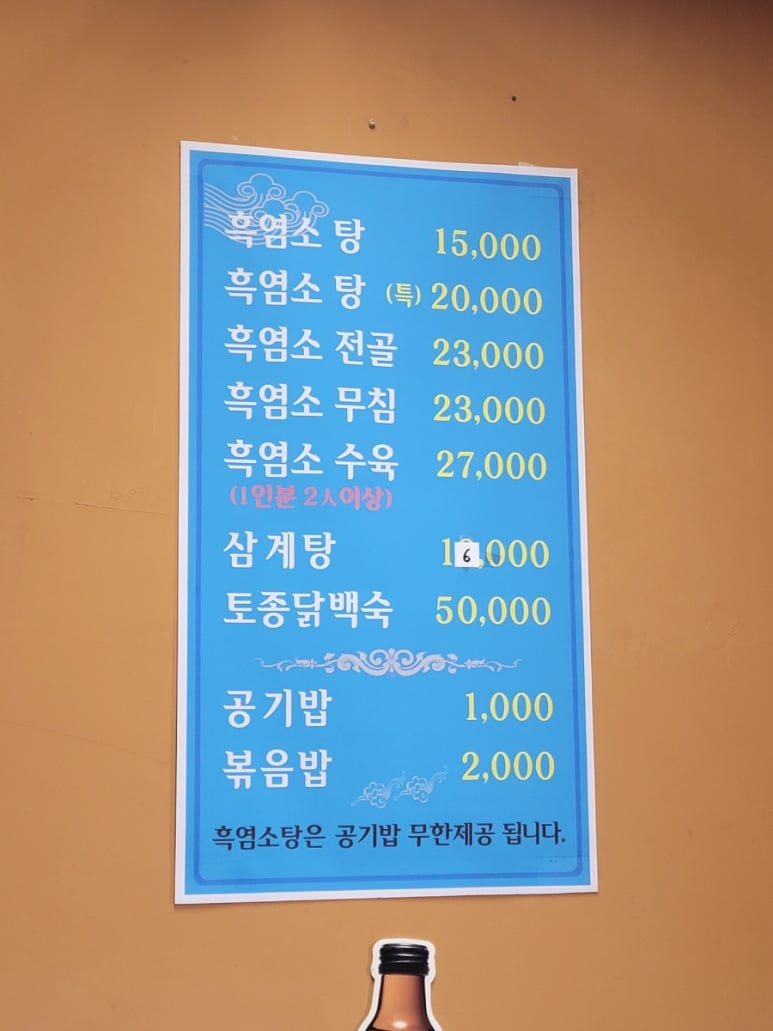 흑염소 탕 15,000
흑염소 탕 (특) 20,000
흑염소 전골 23,000
흑염소 무침 23,000
흑염소 수육 27,000
(1인분 2人이상)
삼계탕 16,000
토종닭백숙 50,000
공기밥 1,000
볶음밥 2,000
흑염소탕은 공기밥 무한제공 됩니다.